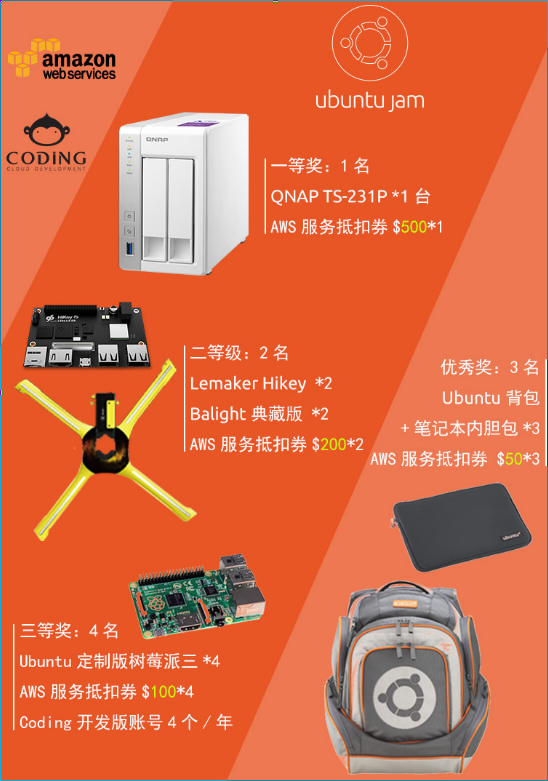 amazon
webservices
ubuntu jam
CODING
CLOUD DEVELOPMENT
QNAP
一等奖：1 名
QNAP TS-231P *1 台
AWS 服务抵扣券 $500*1
HiKey
二等级：2 名
Lemaker Hikey *2
Balight 典藏版 *2
AWS 服务抵扣券 $200*2
优秀奖：3 名
Ubuntu 背包
+ 笔记本内胆包 *3
AWS 服务抵扣券 $50*3
ubuntu
三等奖：4 名
Ubuntu 定制版树莓派三 *4
AWS 服务抵扣券 $100*4
Coding 开发版账号 4 个 / 年